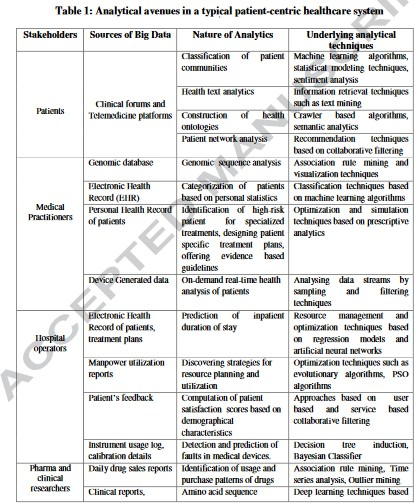 Table 1: Analytical avenues in a typical patient-centric healthcare system
Stakeholders Sources of Big Data Nature of Analytics Underlying analytical
techniques
Patients
Clinical forums and
Telemedicine platforms
Classification of patient
communities
Machine learning algorithms,
statistical modeling techniques,
sentiment analysis
Health text analytics
Information retrieval techniques
such as text mining
Construction of health
ontologies
Crawler based algorithms,
semantic analytics
Patient network analysis
Recommendation techniques
based on collaborative filtering
Medical
Practitioners
Genomic database
Genomic sequence analysis
Association rule mining and
visualization techniques
Electronic Health
Record (EHR)
Categorization of patients
based on personal statistics
Classification techniques based
on machine learning algorithms
Personal Health Record
of patients
Identification of high-risk
patient for specialized
treatments, designing patient
specific treatment plans,
offering evidence based
guidelines
Optimization and simulation
techniques based on prescriptive
analytics
Device Generated data
On-demand real-time health
analysis of patients
Analysing data streams by
sampling and filtering
techniques
Hospital
operators
Electronic Health
Record of patients,
treatment plans
Prediction of inpatient
duration of stay
Resource management and
optimization techniques based
on regression models and
artificial neural networks
Manpower utilization
reports
Discovering strategies for
resource planning and
utilization
Optimization techniques such as
evolutionary algorithms, PSO
algorithms
Patient's feedback
Computation of patient
satisfaction scores based on
demographical
characteristics
Approaches based on user
based and service based
collaborative filtering
Instrument usage log,
calibration details
Detection and prediction of
faults in medical devices.
Decision tree induction,
Bayesian Classifier
Pharma and
clinical
researchers
Daily drug sales reports
Identification of usage and
purchase patterns of drugs
Association rule mining, Time
series analysis, Outlier mining
Clinical reports,
Amino acid sequence
Deep learning techniques based
ACCEPTED MANUSCRIP